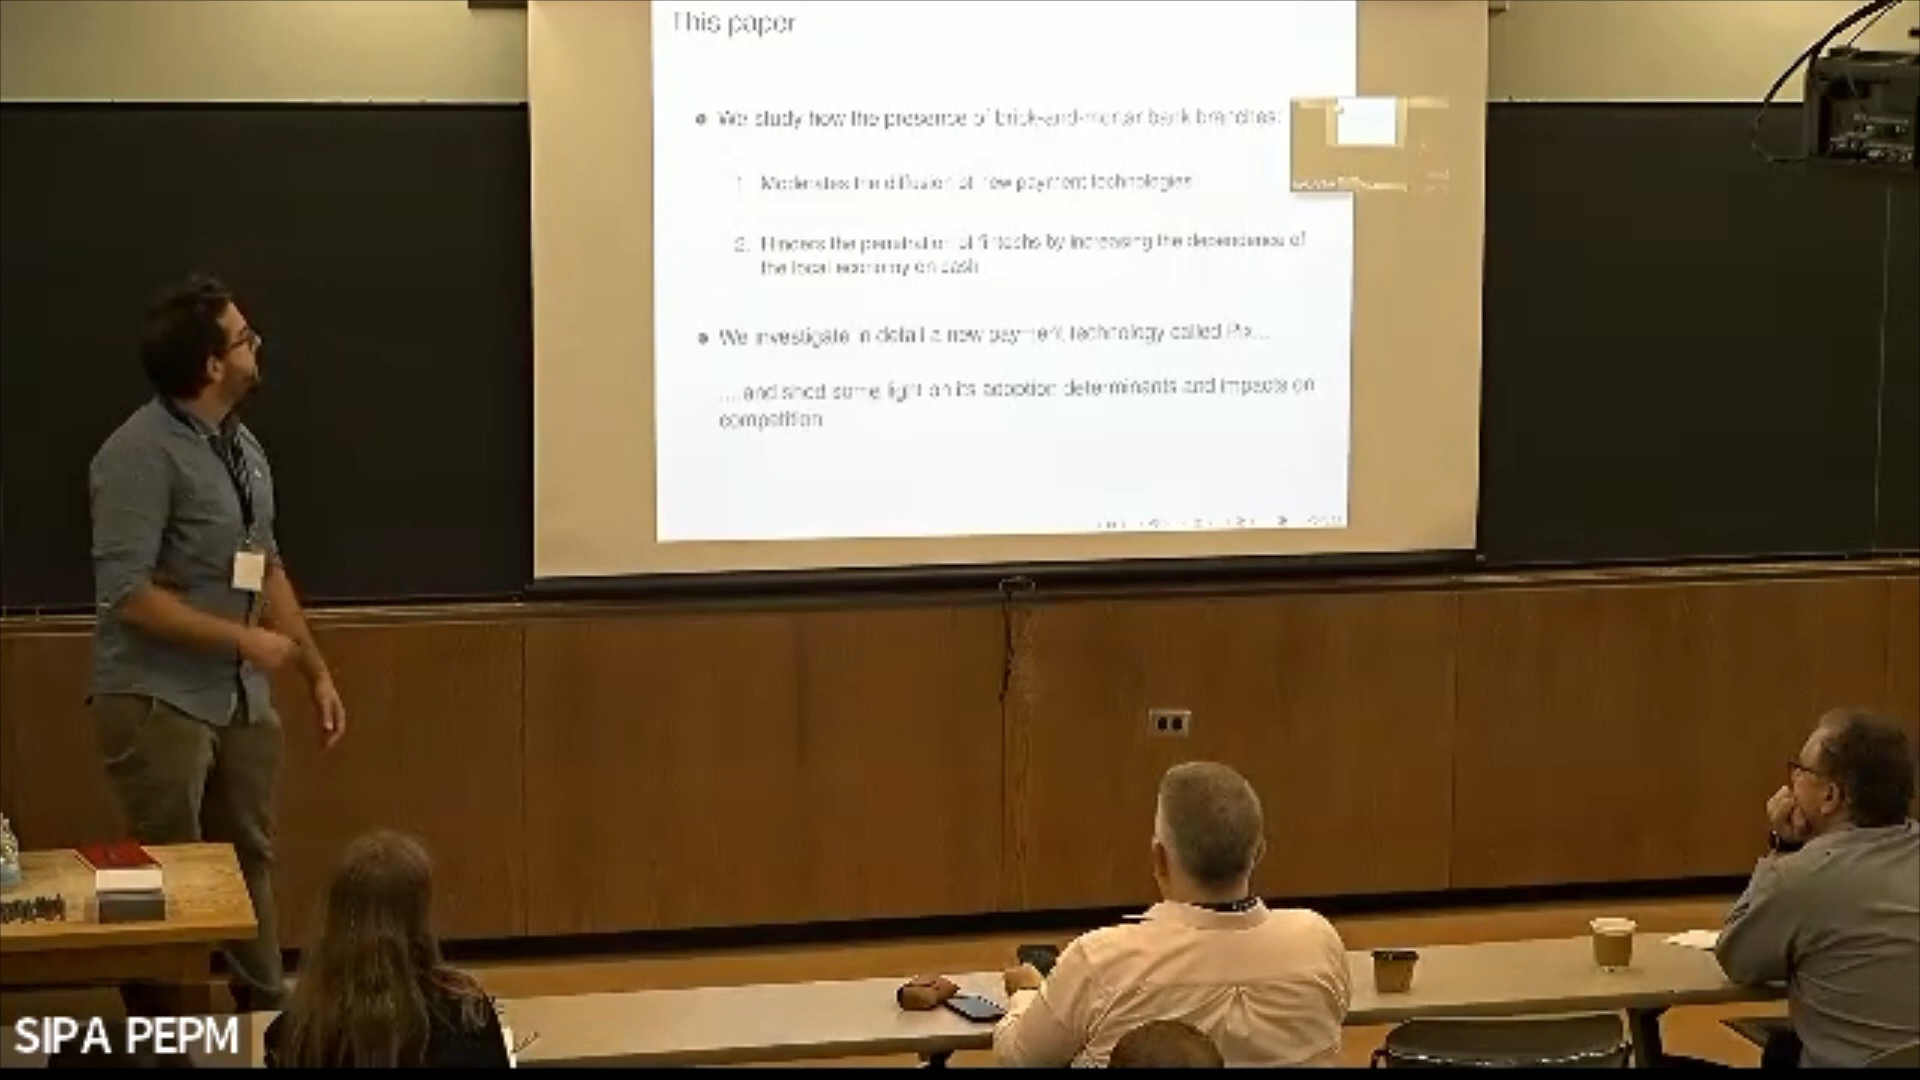 This paper
We study how the presence of brick-and-mortar bank branches:
1. Moderates the diffusion of new payment technologies
2. Hinders the penetration of fintechs by increasing the dependence of
the local economy on cash
We investigate in detail a new payment technology called Pix...
....and shed some light on its adoption determinants and impacts on
competition
SIPA PEPM